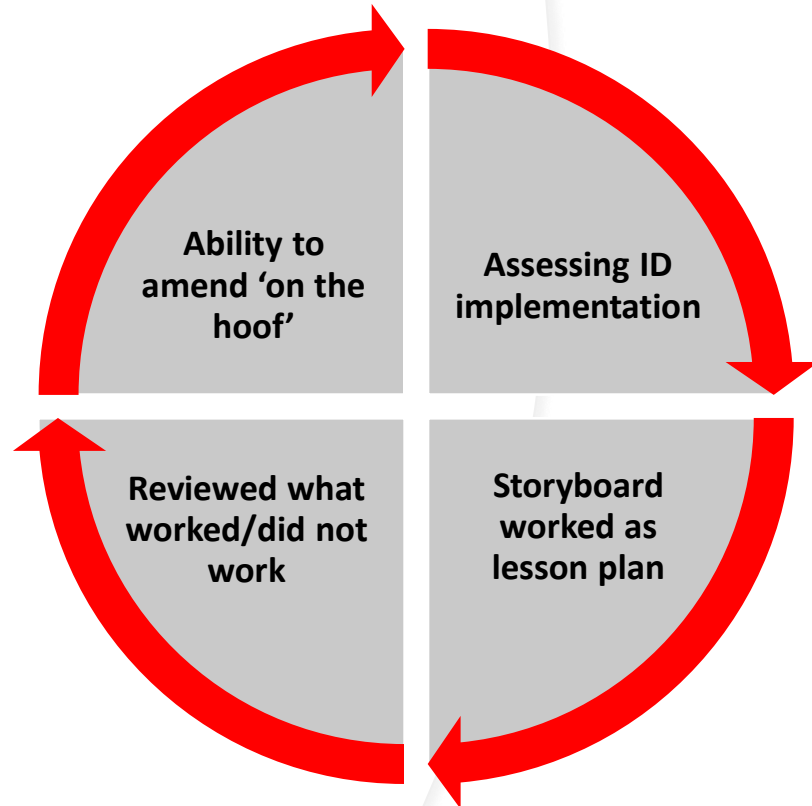 Ability to
amend ‘on the
hoof’
Assessing ID
implementation
Storyboard
worked as
lesson plan
Reviewed what
worked/did not
work